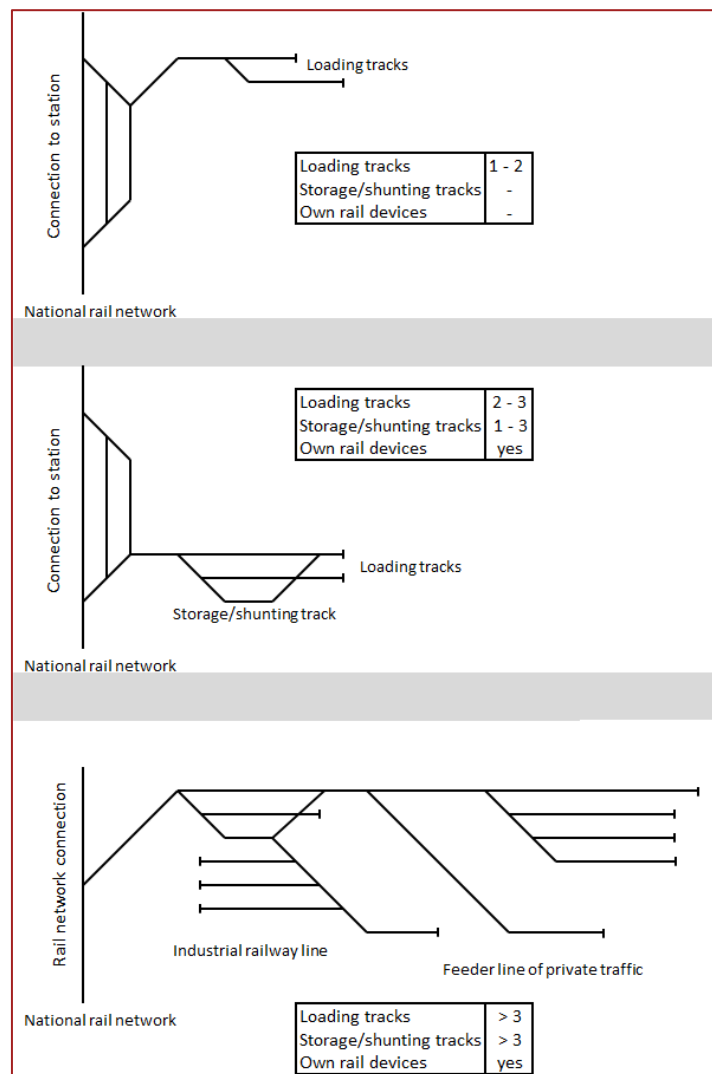 Connection to station
Loading tracks
Loading tracks 1 - 2
Storage/shunting tracks -
Own rail devices -
National rail network
Connection to station
Loading tracks 2 - 3
Storage/shunting tracks 1 - 3
Own rail devices yes
Loading tracks
Storage/shunting track
National rail network
Rail network connection
Industrial railway line
Feeder line of private traffic
National rail network
Loading tracks > 3
Storage/shunting tracks > 3
Own rail devices yes